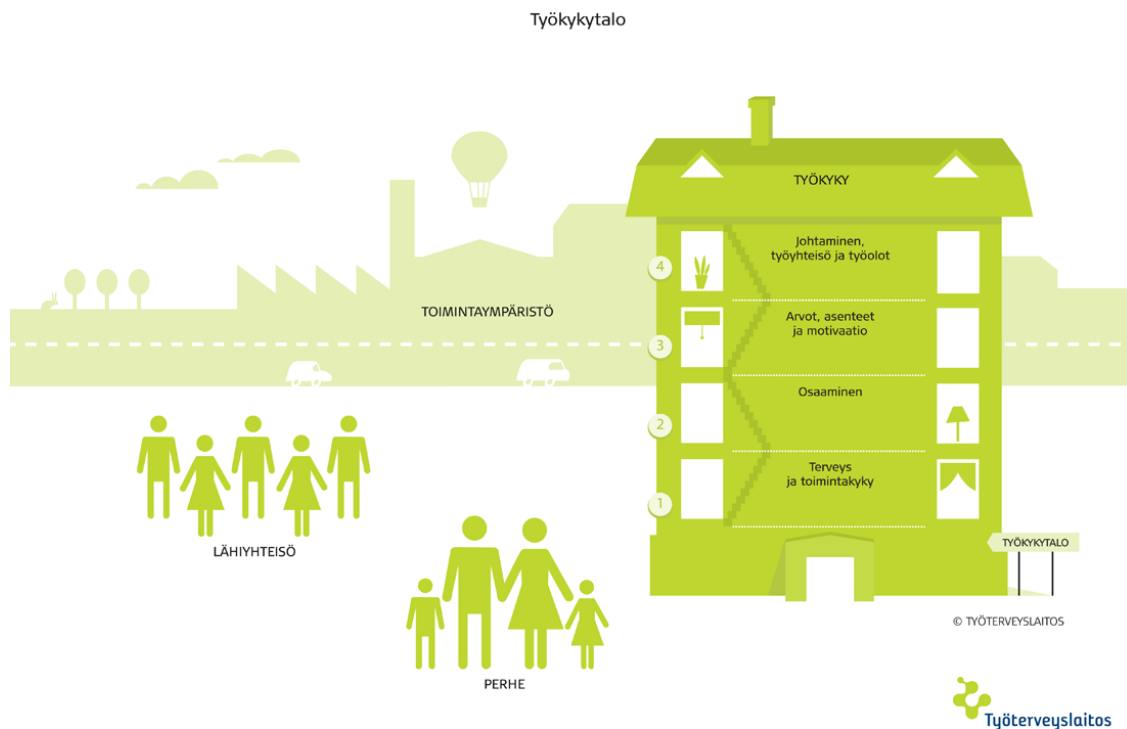 Työkykytalo
TYÖKYKY
Johtaminen,
työyhteisö ja työolot
4
Arvot, asenteet
ja motivaatio
3
Osaaminen
2
Terveys
ja toimintakyky
1
TOIMINTAYMPÄRISTÖ
LÄHIYHTEISÖ
PERHE
TYÖKYKYTALO
© TYÖTERVEYSLAITOS
Työterveyslaitos